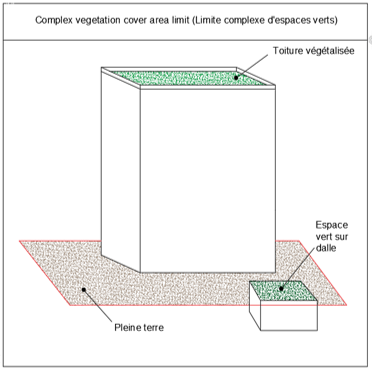 Complex vegetation cover area limit (Limite complexe d'espaces verts)
Toiture végétalisée
Espace
vert sur
dalle
Pleine terre